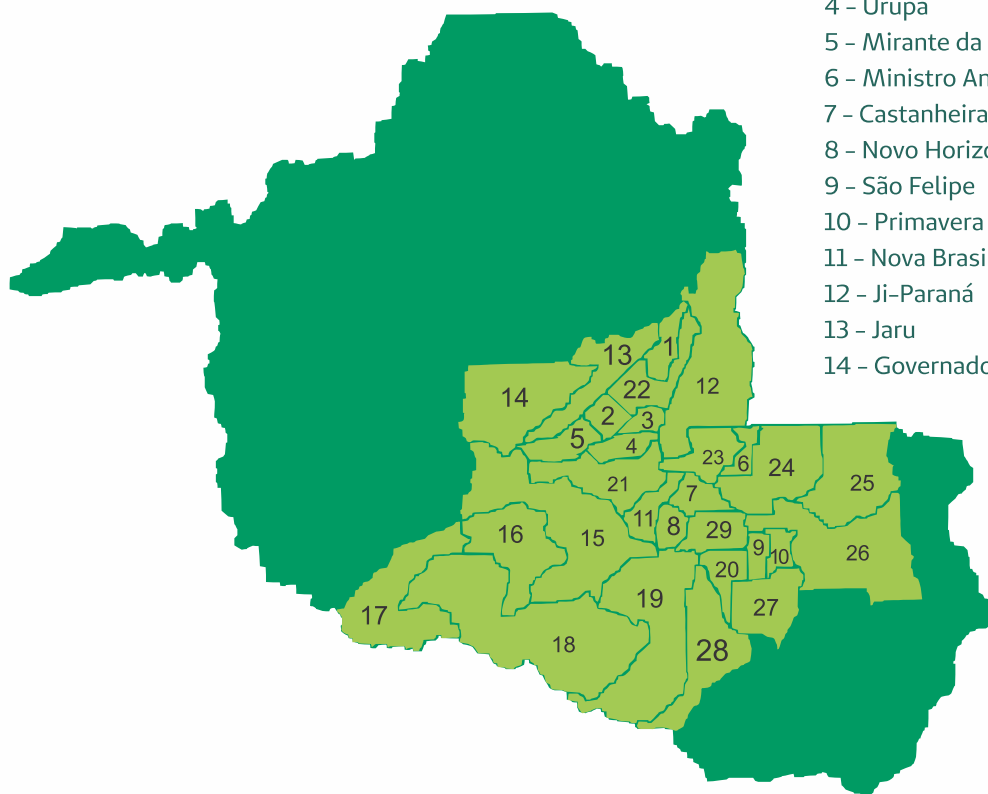 4 – Urupá
5 – Mirante da
6 – Ministro An
7 – Castanheira
8 – Novo Horizo
9 – São Felipe
10 – Primavera
11 – Nova Brasi
12 – Ji-Paraná
13 – Jaru
14 – Governado
13
1
14
22
12
2
3
5
4
23
6
24
21
7
25
11
8
29
16
15
9
10
26
20
19
27
17
18
28